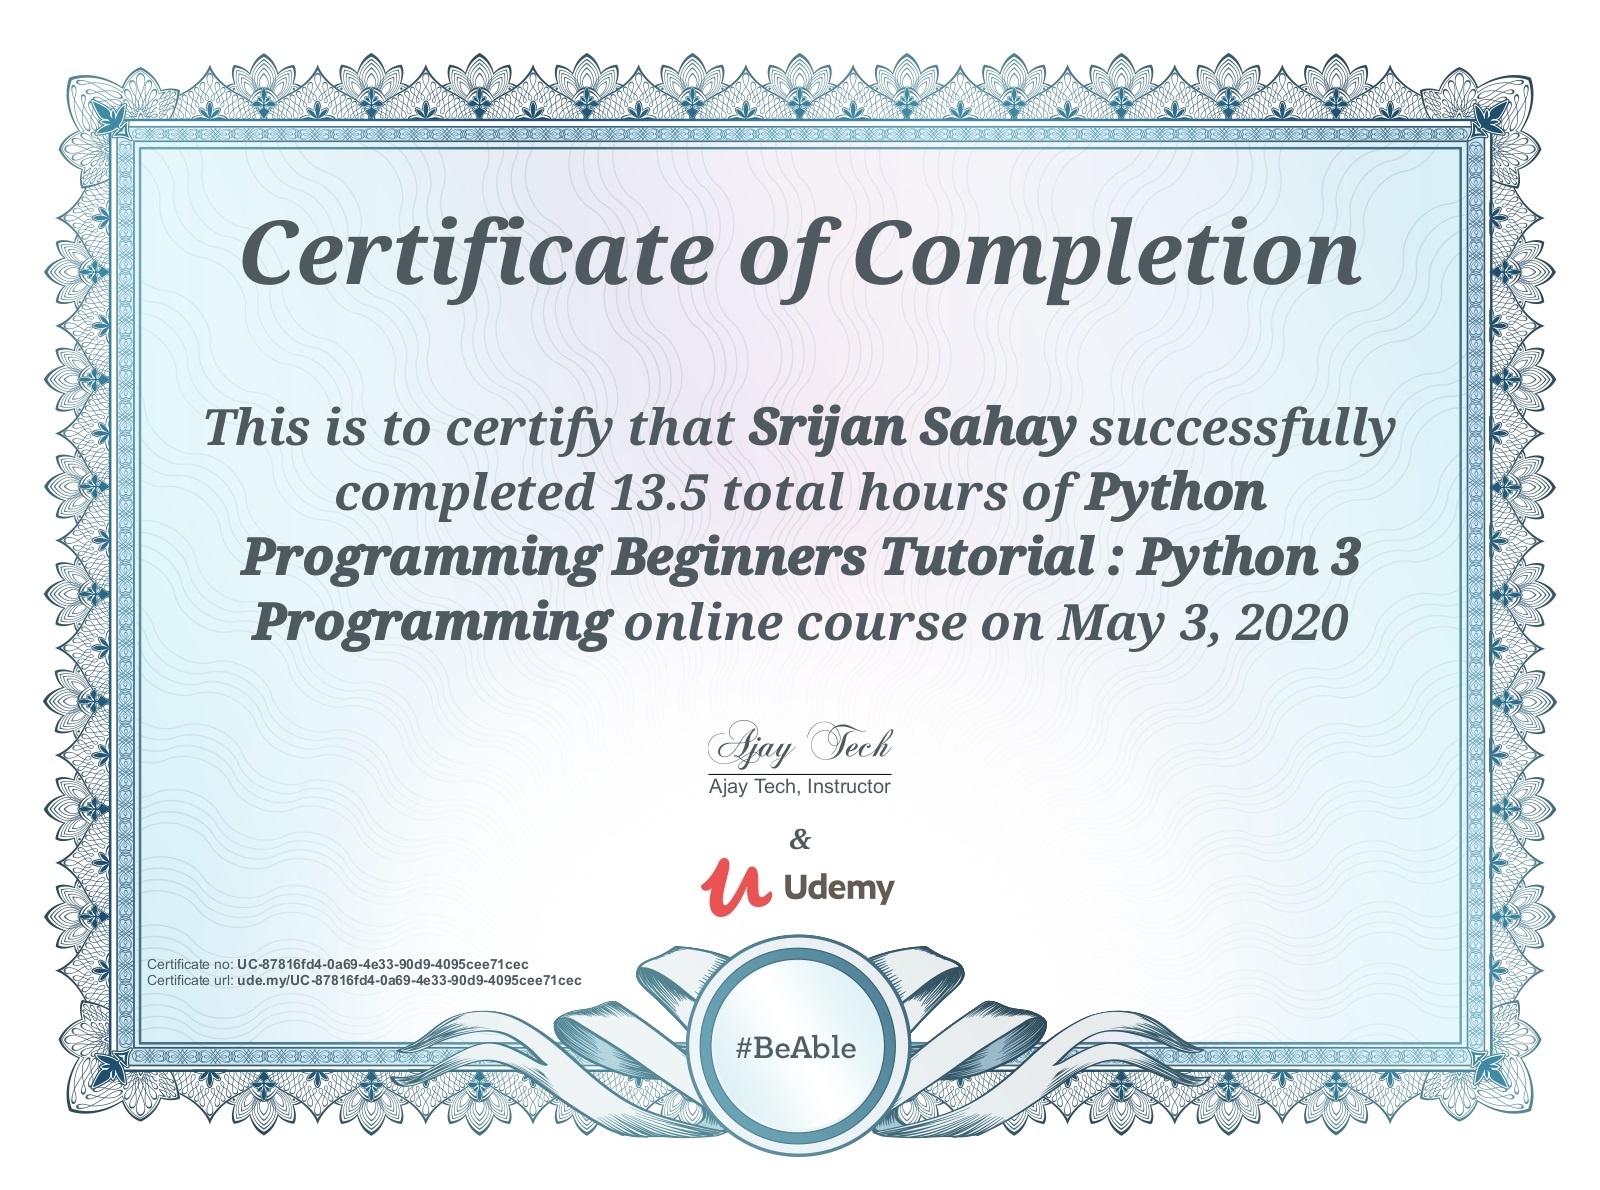 Certificate of Completion
This is to certify that Srijan Sahay successfully
completed 13.5 total hours of Python
Programming Beginners Tutorial : Python 3
Programming online course on May 3, 2020
Ajay Tech
Ajay Tech, Instructor
&
Udemy
Certificate no: UC-87816fd4-0a69-4e33-90d9-4095cee71cec
Certificate url: ude.my/UC-87816fd4-0a69-4e33-90d9-4095cee71cec
#BeAble